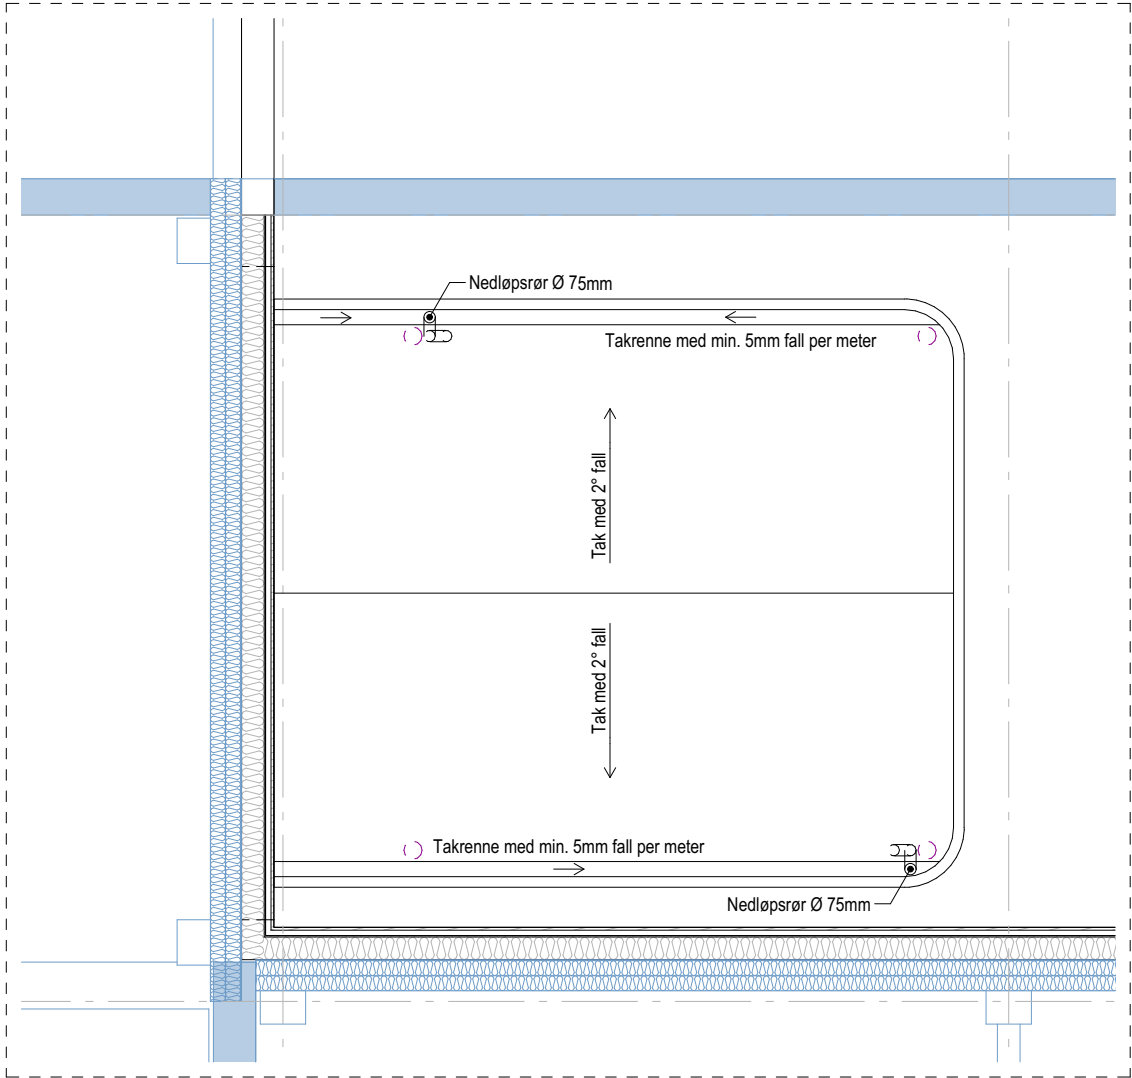 Nedløpsrør Ø 75mm
Takrenne med min. 5mm fall per meter
Tak med 2° fall
Tak med 2° fall
Takrenne med min. 5mm fall per meter
Nedløpsrør Ø 75mm